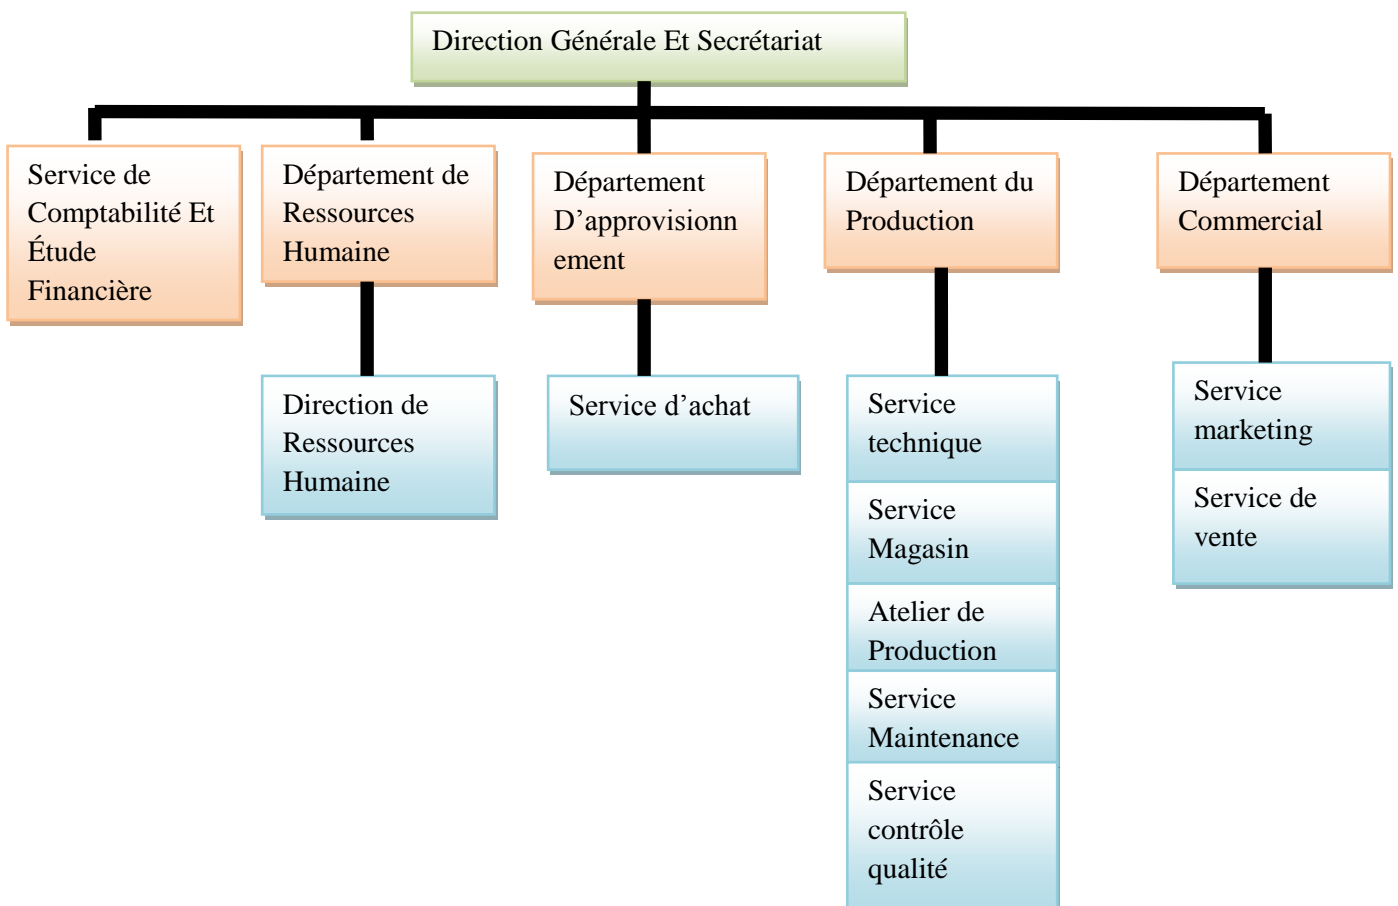 Direction Générale Et Secrétariat
Service de
Comptabilité Et
Étude
Financière
Département de
Ressources
Humaine
Département
D’approvisionn
ement
Département du
Production
Département
Commercial
Direction de
Ressources
Humaine
Service d’achat
Service
technique
Service
Magasin
Atelier de
Production
Service
Maintenance
Service
contrôle
qualité
Service
marketing
Service de
vente